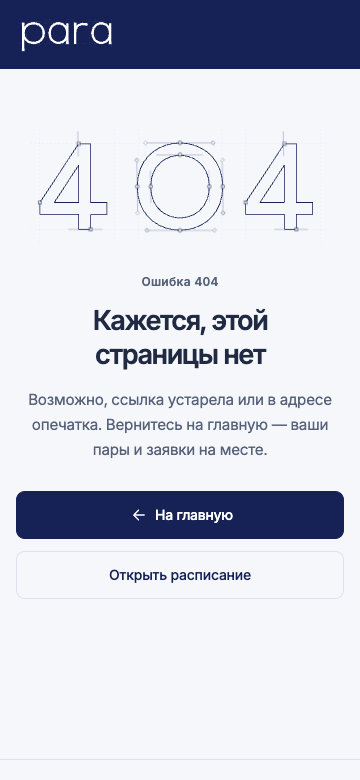 para
404
Ошибка 404
Кажется, этой
страницы нет
Возможно, ссылка устарела или в адресе
опечатка. Вернитесь на главную — ваши
пары и заявки на месте.
← На главную
Открыть расписание